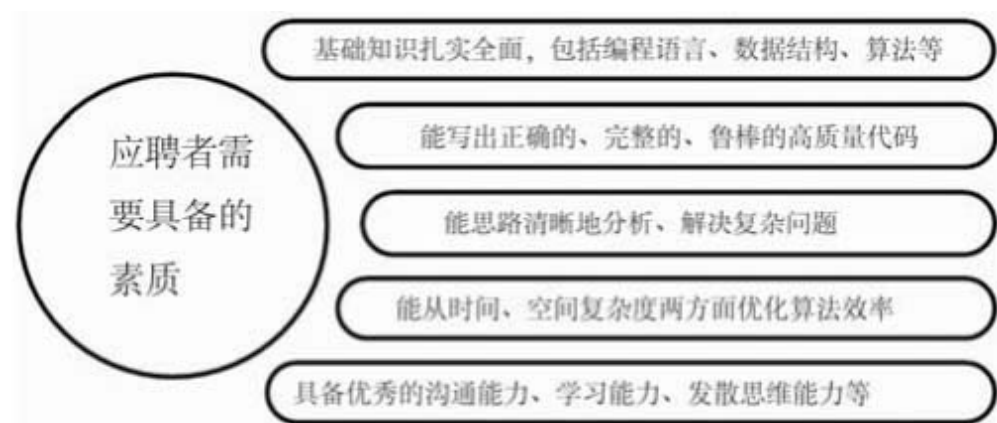 应聘者需
要具备的
素质
基础知识扎实全面，包括编程语言、数据结构、算法等
能写出正确的、完整的、鲁棒的高质量代码
能思路清晰地分析、解决复杂问题
能从时间、空间复杂度两方面优化算法效率
具备优秀的沟通能力、学习能力、发散思维能力等